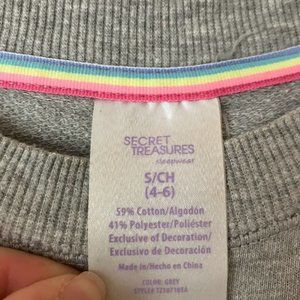 SECRET
TREASURES
sleepwear
S/CH
(4-6)
59% Cotton/Algodón
41% Polyester/Poliéster
Exclusive of Decoration/
Exclusivo de Decoración
Made in/Hecho en China
COLOR: GREY
STYLE#